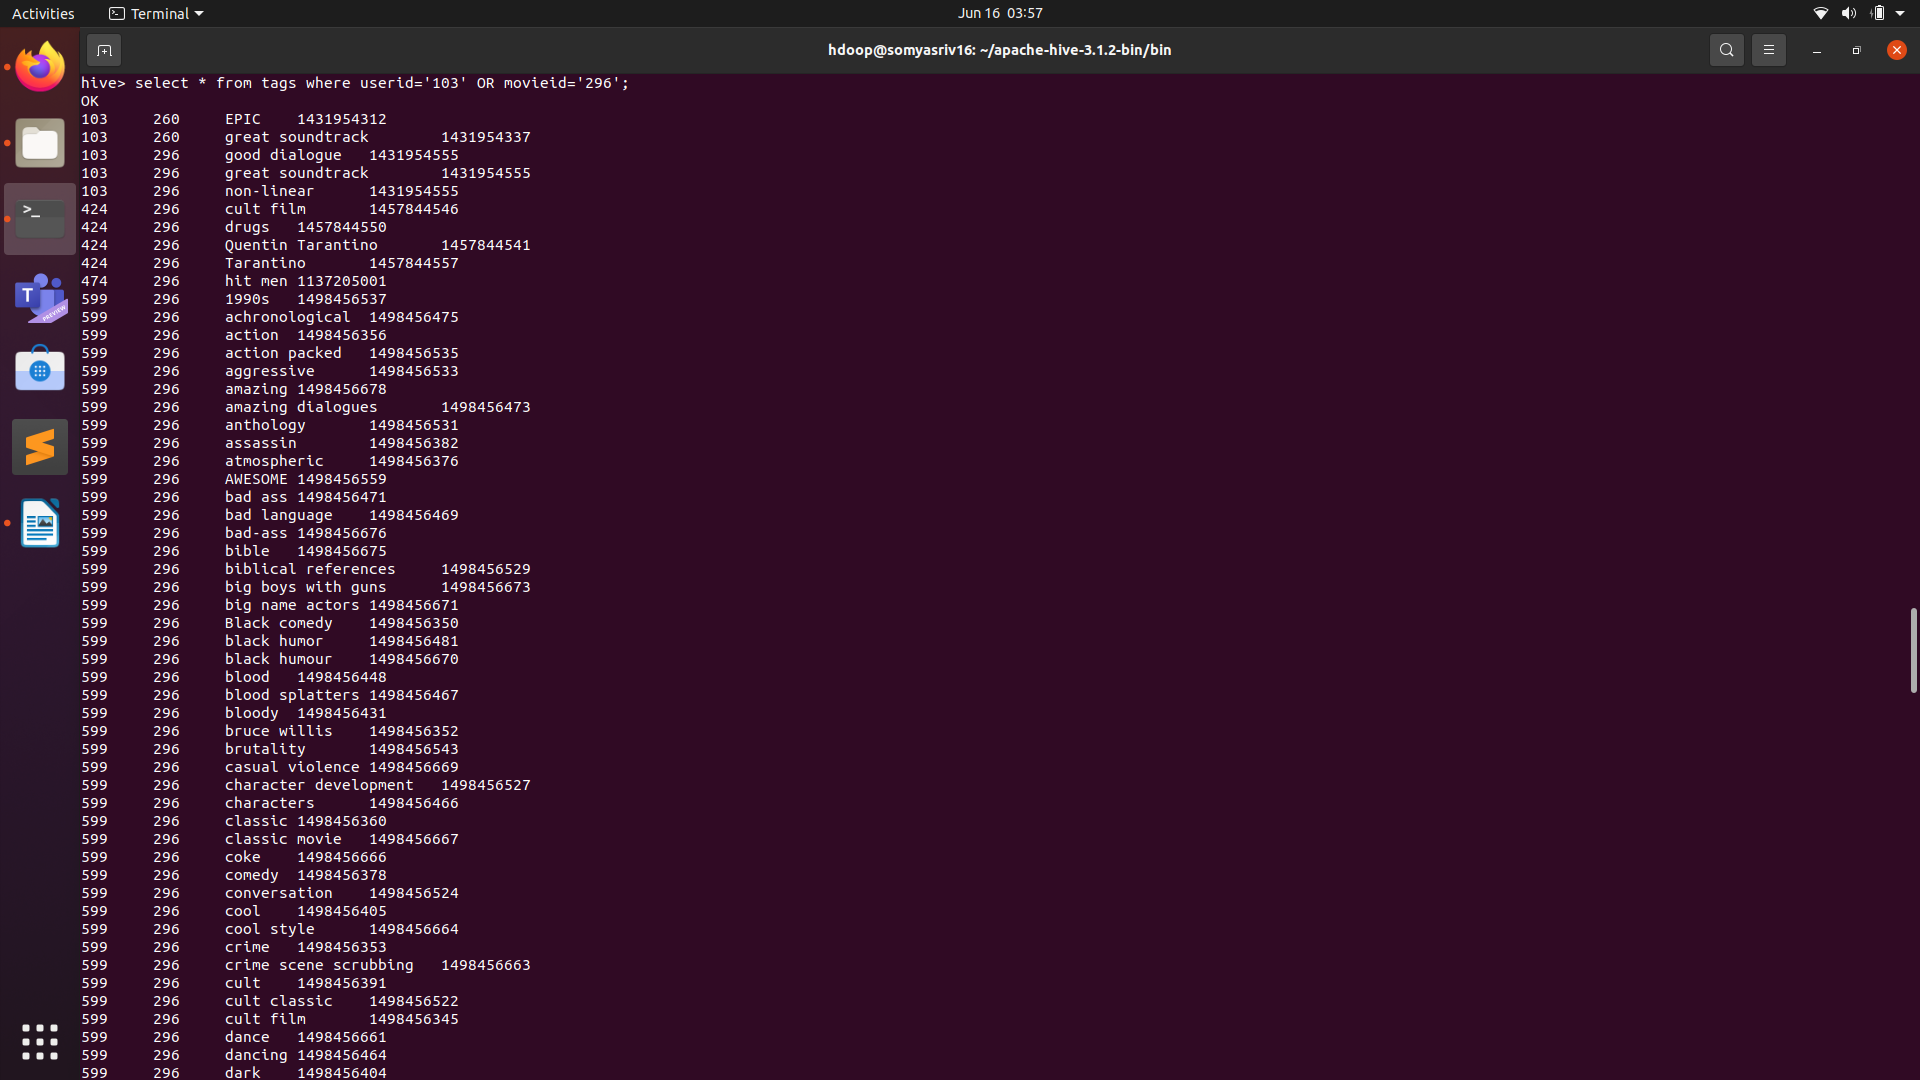 Activities
Terminal
Jun 16 03:57
hdoop@somyasriv16: ~/apache-hive-3.1.2-bin/bin
hive> select * from tags where userid='103' OR movieid='296';
OK
103 260 EPIC 1431954312
103 260 great soundtrack 1431954337
103 296 good dialogue 1431954555
103 296 great soundtrack 1431954555
103 296 non-linear 1431954555
424 296 cult film 1457844546
424 296 drugs 1457844550
424 296 Quentin Tarantino 1457844541
424 296 Tarantino 1457844557
474 296 hit men 1137205001
599 296 1990s 1498456537
599 296 achronological 1498456475
599 296 action 1498456356
599 296 action packed 1498456535
599 296 aggressive 1498456533
599 296 amazing 1498456678
599 296 amazing dialogues 1498456473
599 296 anthology 1498456531
599 296 assassin 1498456382
599 296 atmospheric 1498456376
599 296 AWESOME 1498456559
599 296 bad ass 1498456471
599 296 bad language 1498456469
599 296 bad-ass 1498456676
599 296 bible 1498456675
599 296 biblical references 1498456529
599 296 big boys with guns 1498456673
599 296 big name actors 1498456671
599 296 Black comedy 1498456350
599 296 black humor 1498456481
599 296 black humour 1498456670
599 296 blood 1498456448
599 296 blood splatters 1498456467
599 296 bloody 1498456431
599 296 bruce willis 1498456352
599 296 brutality 1498456543
599 296 casual violence 1498456669
599 296 character development 1498456527
599 296 characters 1498456466
599 296 classic 1498456360
599 296 classic movie 1498456667
599 296 coke 1498456666
599 296 comedy 1498456378
599 296 conversation 1498456524
599 296 cool 1498456405
599 296 cool style 1498456664
599 296 crime 1498456353
599 296 crime scene scrubbing 1498456663
599 296 cult 1498456391
599 296 cult classic 1498456522
599 296 cult film 1498456345
599 296 dance 1498456661
599 296 dancing 1498456464
599 296 dark 1498456404
>_
T
PREVIEW